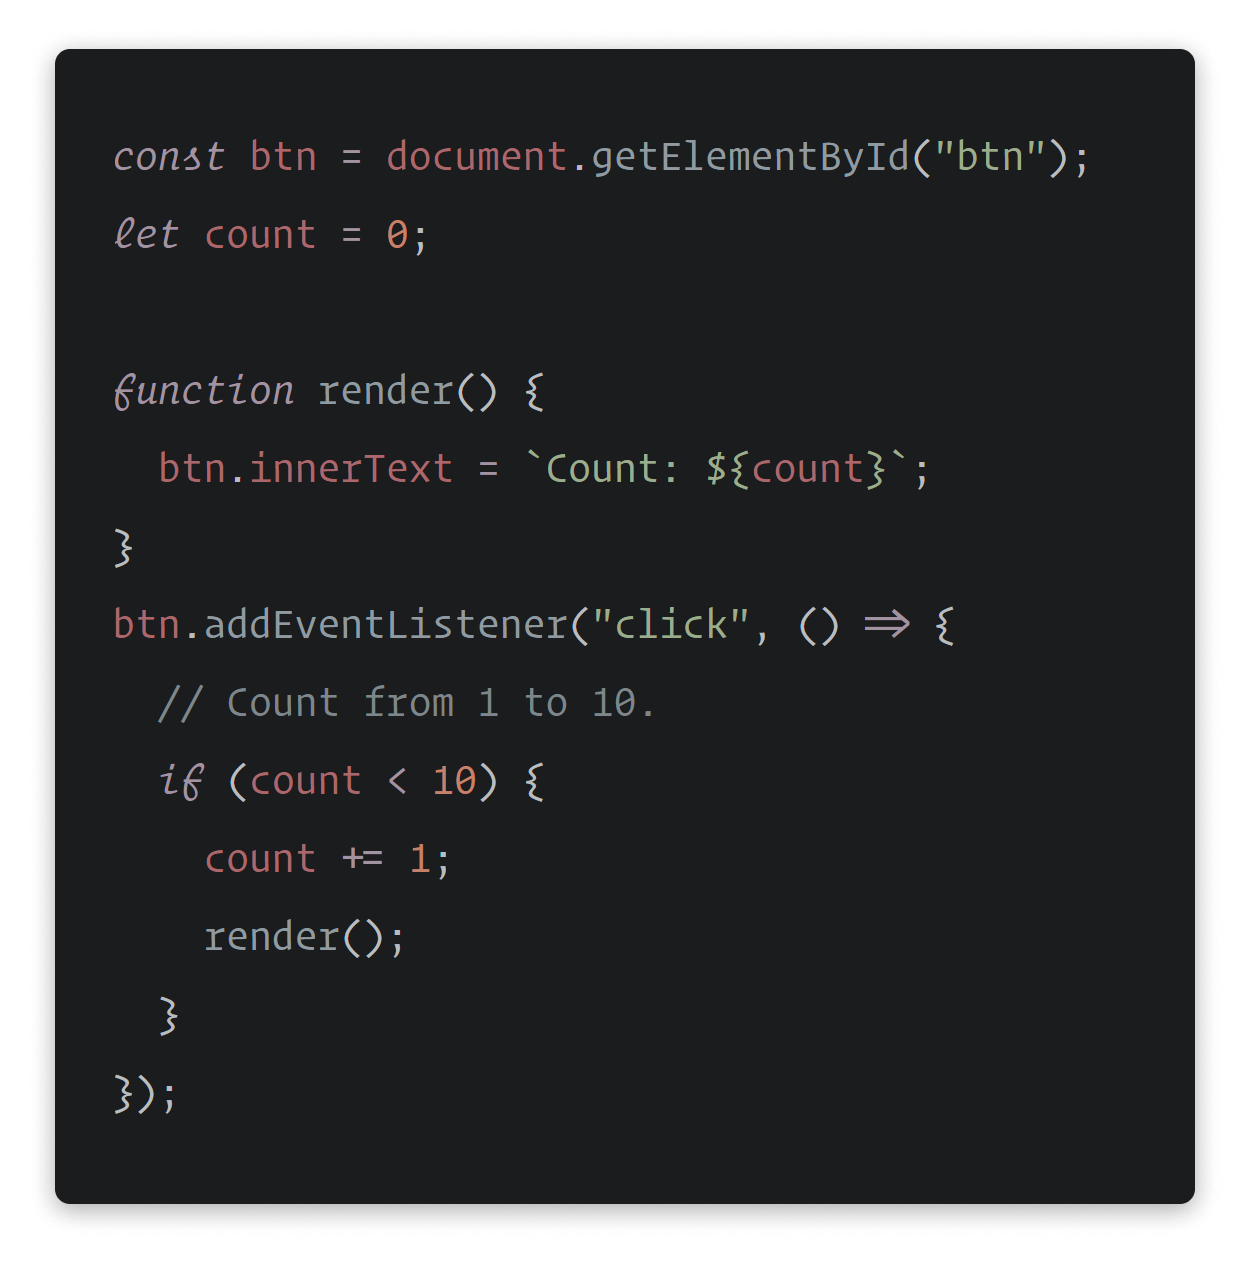 const btn = document.getElementById("btn");
let count = 0;

function render() {
  btn.innerText = `Count: ${count}`;
}
btn.addEventListener("click", () => {
  // Count from 1 to 10.
  if (count < 10) {
    count += 1;
    render();
  }
});